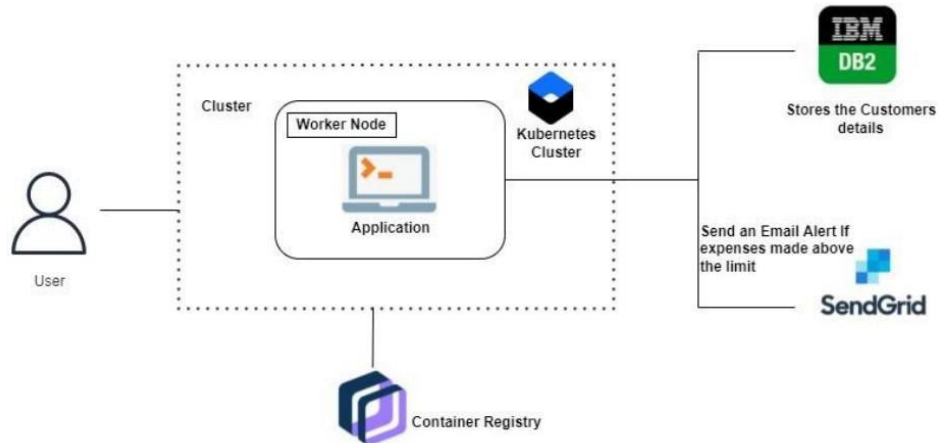 IBM
DB2
Stores the Customers
details
Cluster
Worker Node
Kubernetes
Cluster
Application
User
Send an Email Alert If
expenses made above
the limit
SendGrid
Container Registry